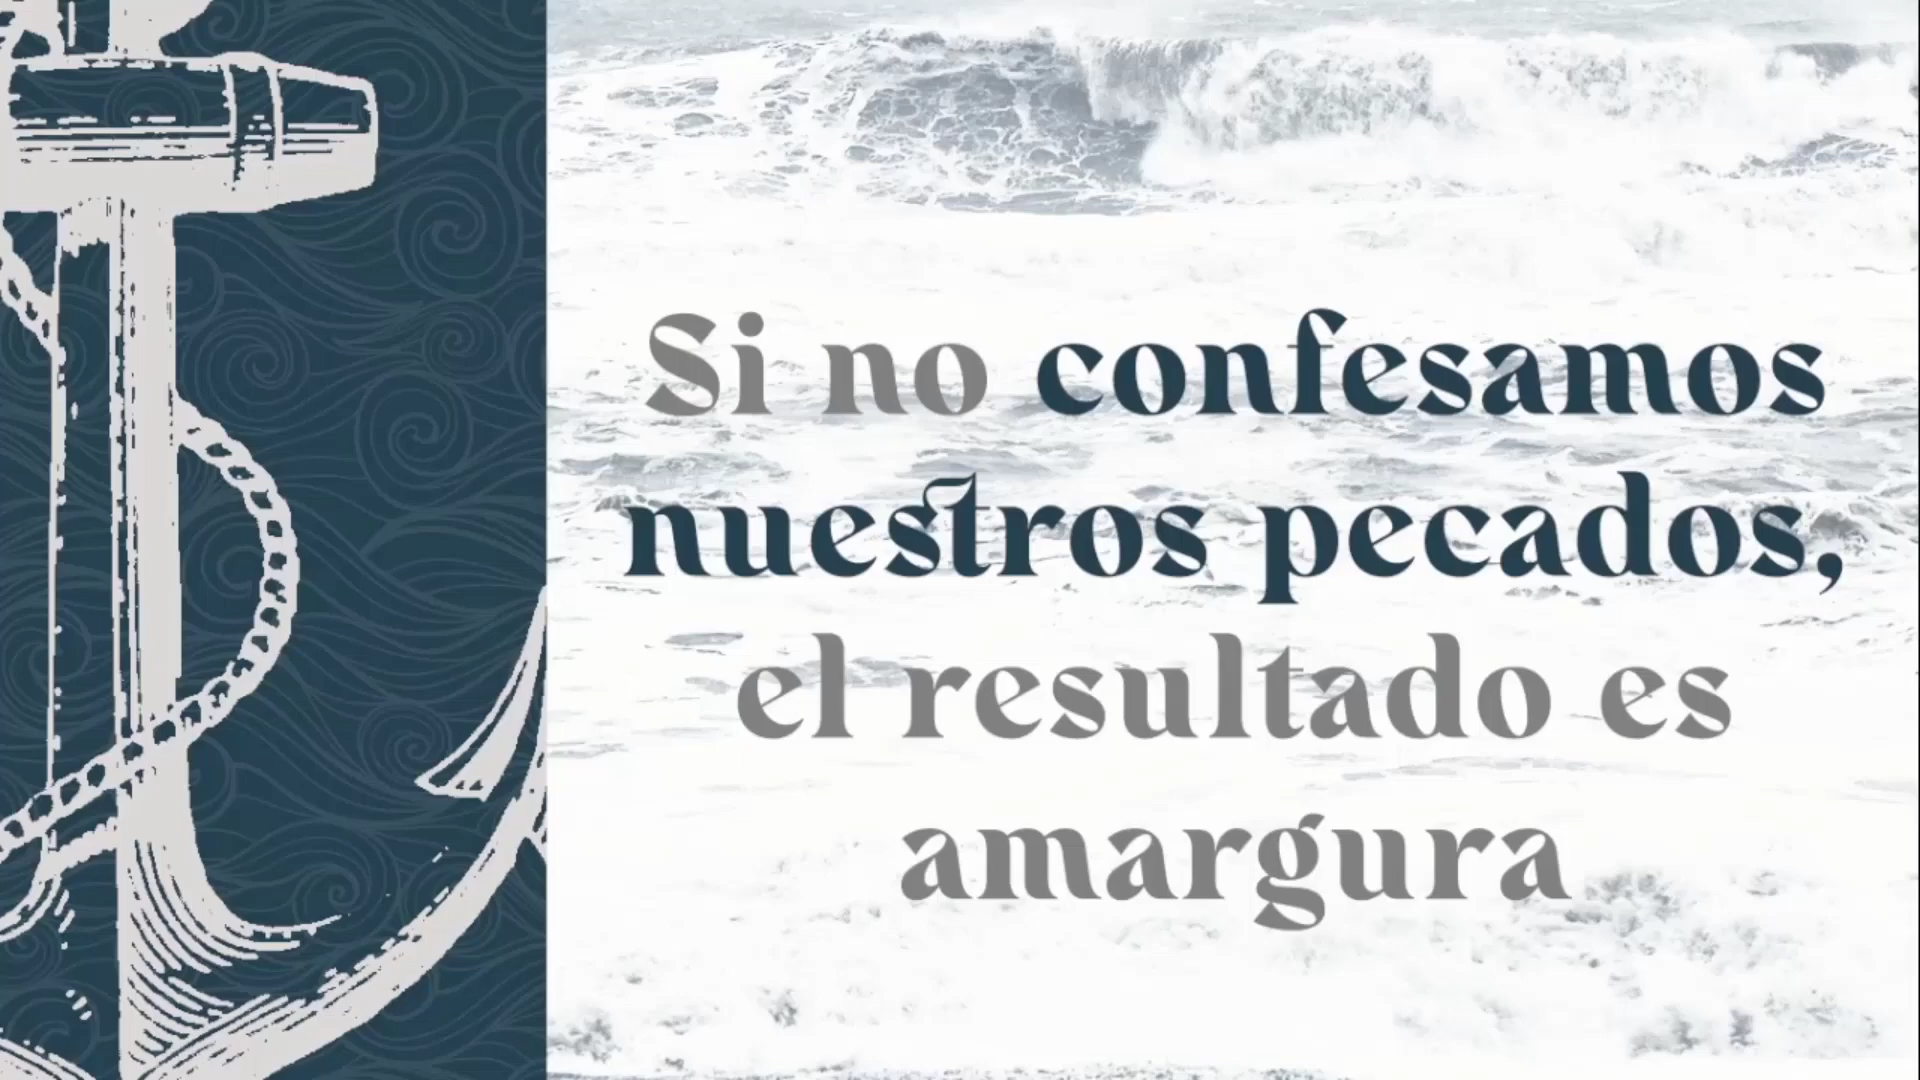 Si no confesamos
nuestros pecados,
el resultado es
amargura